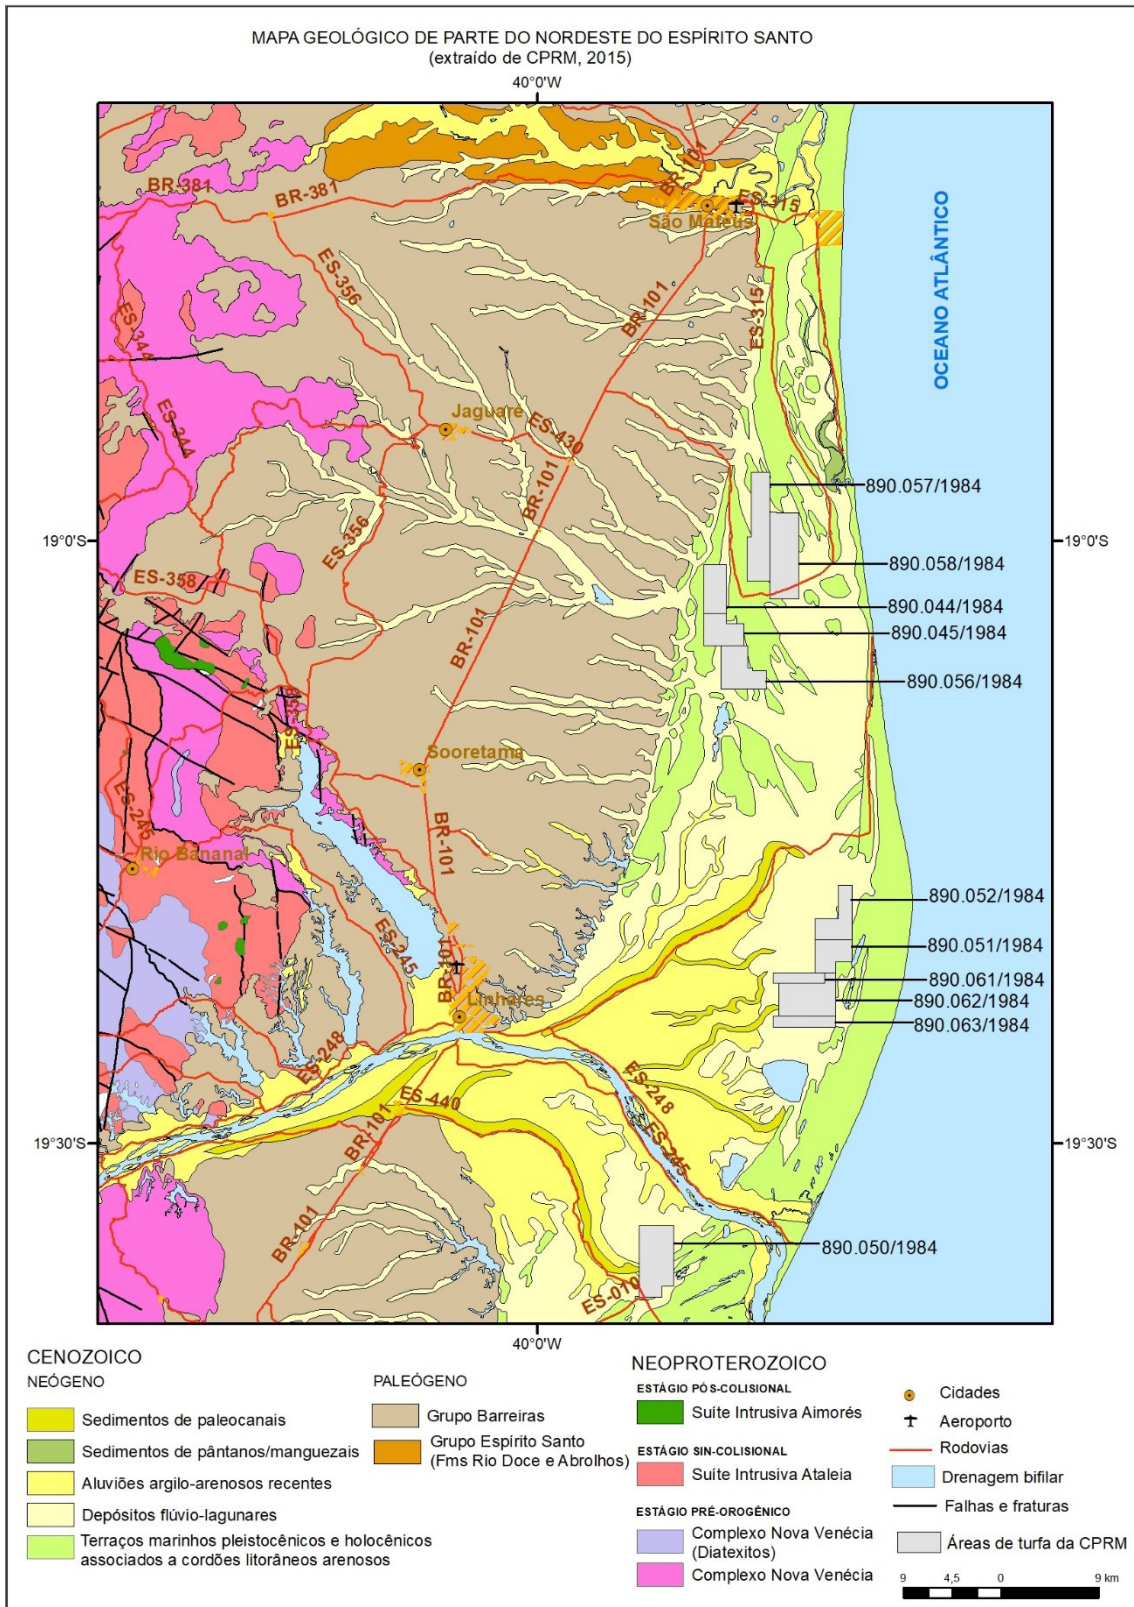 MAPA GEOLÓGICO DE PARTE DO NORDESTE DO ESPÍRITO SANTO
(extraído de CPRM, 2015)
40°0'W
BR-101
BR-381
BR-381
ES-315
São Mateus
OCEANO ATLÂNTICO
ES-356
BR-101
ES-315
ES-344
Jaguaré
ES-344
ES-430
890.057/1984
BR-101
19°0'S
19°0'S
ES-356
890.058/1984
ES-358
890.044/1984
890.045/1984
BR-101
890.056/1984
ES-358
Sooretama
ES-245
BR-101
Rio Bananal
890.052/1984
ES-245
890.051/1984
BR-101
890.061/1984
Linhares
890.062/1984
890.063/1984
ES-248
ES-248
ES-440
BR-101
ES-245
19°30'S
19°30'S
BR-101
890.050/1984
ES-010
40°0'W
CENOZOICO
NEÓGENO
Sedimentos de paleocanais
Sedimentos de pântanos/manguezais
Aluviões argilo-arenosos recentes
Depósitos flúvio-lagunares
Terraços marinhos pleistocênicos e holocênicos
associados a cordões litorâneos arenosos
PALEÓGENO
Grupo Barreiras
Grupo Espírito Santo
(Fms Rio Doce e Abrolhos)
NEOPROTEROZOICO
ESTÁGIO PÓS-COLISIONAL
Suíte Intrusiva Aimorés
ESTÁGIO SIN-COLISIONAL
Suíte Intrusiva Ataleia
ESTÁGIO PRÉ-OROGÊNICO
Complexo Nova Venécia
(Diatexitos)
Complexo Nova Venécia
Cidades
Aeroporto
Rodovias
Drenagem bifilar
Falhas e fraturas
Áreas de turfa da CPRM
9 4,5 0 9 km